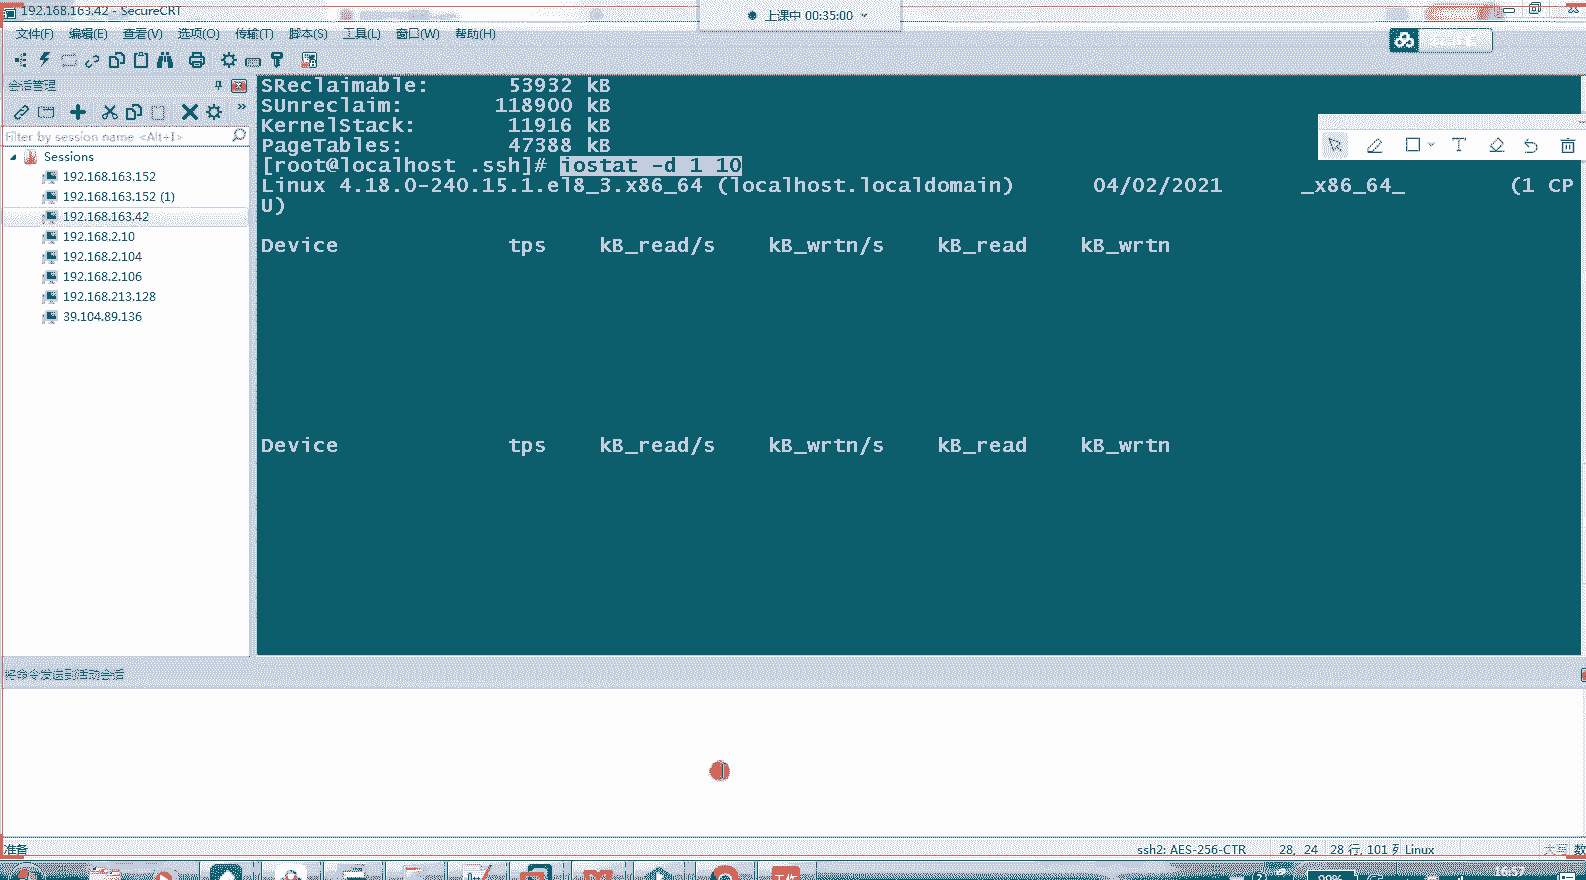 192.168.163.42 - SecureCRT
上课中 00:35:00
文件(F) 编辑(E) 查看(V) 选项(O) 传输(T) 脚本(S) 工具(L) 窗口(W) 帮助(H)
会话管理
Filter by session name <Alt+I>
Sessions
192.168.163.152
192.168.163.152 (1)
192.168.163.42
192.168.2.10
192.168.2.104
192.168.2.106
192.168.213.128
39.104.89.136
SReclaimable: 53932 kB
SUnreclaim: 118900 kB
KernelStack: 11916 kB
PageTables: 47388 kB
[root@localhost .ssh]# iostat -d 1 10
Linux 4.18.0-240.15.1.el8_3.x86_64 (localhost.localdomain) 04/02/2021 _x86_64_ (1 CP
U)
Device tps kB_read/s kB_wrtn/s kB_read kB_wrtn
Device tps kB_read/s kB_wrtn/s kB_read kB_wrtn
将命令发送到活动会话
准备
ssh2: AES-256-CTR 28, 24 28 行, 101 列 Linux 大写 数
99% 16:57